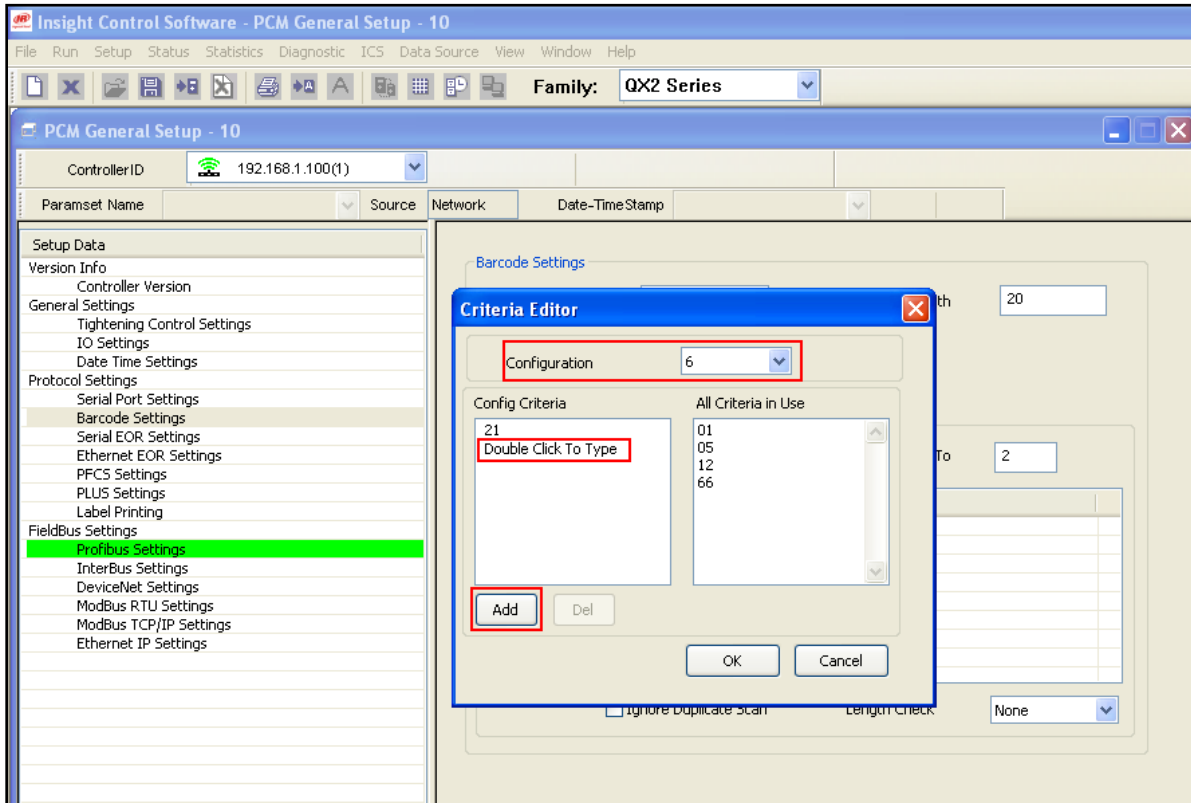 Insight Control Software - PCM General Setup - 10
File Run Setup Status Statistics Diagnostic ICS Data Source View Window Help
Family: QX2 Series
PCM General Setup - 10
ControllerID 192.168.1.100(1)
Paramset Name Source Network Date-TimeStamp
Setup Data
Version Info
Controller Version
General Settings
Tightening Control Settings
IO Settings
Date Time Settings
Protocol Settings
Serial Port Settings
Barcode Settings
Serial EOR Settings
Ethernet EOR Settings
PFCS Settings
PLUS Settings
Label Printing
FieldBus Settings
Profibus Settings
InterBus Settings
DeviceNet Settings
ModBus RTU Settings
ModBus TCP/IP Settings
Ethernet IP Settings
Barcode Settings
th 20
Criteria Editor
Configuration 6
Config Criteria All Criteria in Use
21 01
Double Click To Type 05
12
66
To 2
Add Del
OK Cancel
Ignore Duplicate Scan Length Check None